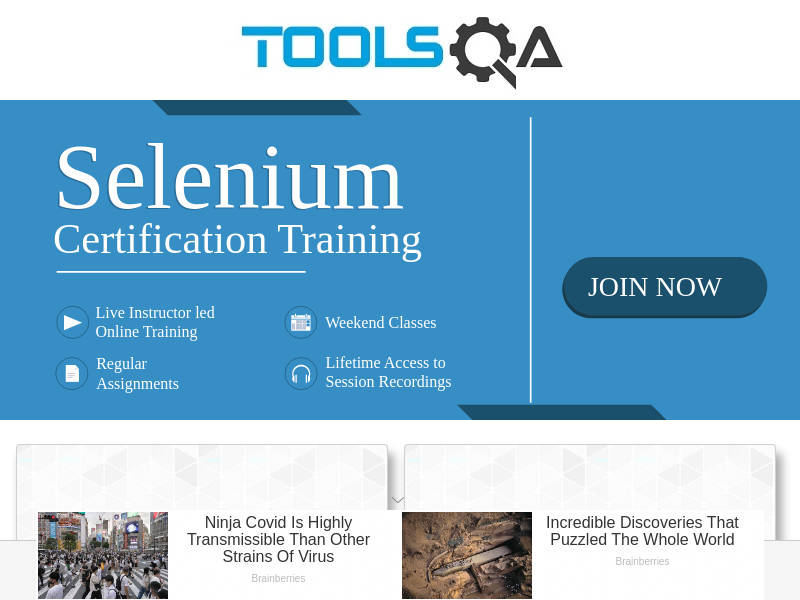 TOOLSQA
Selenium
Certification Training
JOIN NOW
Live Instructor led
Online Training
Weekend Classes
Regular
Assignments
Lifetime Access to
Session Recordings
Ninja Covid Is Highly
Transmissible Than Other
Strains Of Virus
Brainberries
Incredible Discoveries That
Puzzled The Whole World
Brainberries